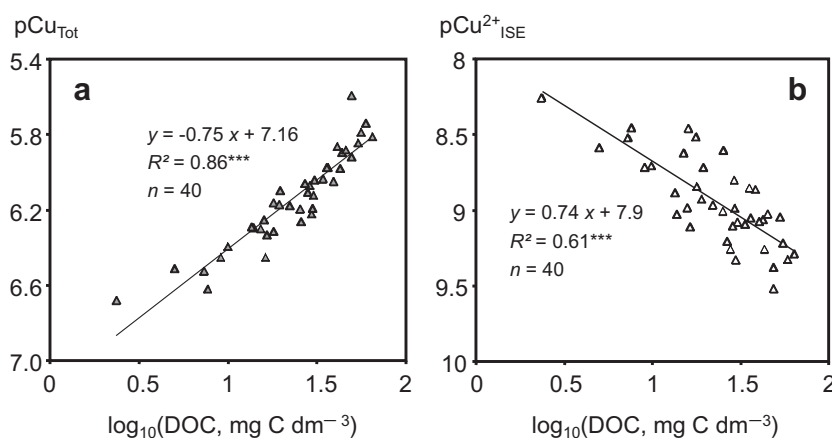 pCu_Tot
5.4
5.8
6.2
6.6
7.0
a
y = -0.75 x + 7.16
R² = 0.86***
n = 40
0 0.5 1 1.5 2
log₁₀(DOC, mg C dm⁻³)
pCu²⁺_ISE
8
8.5
9
9.5
10
b
y = 0.74 x + 7.9
R² = 0.61***
n = 40
0 0.5 1 1.5 2
log₁₀(DOC, mg C dm⁻³)